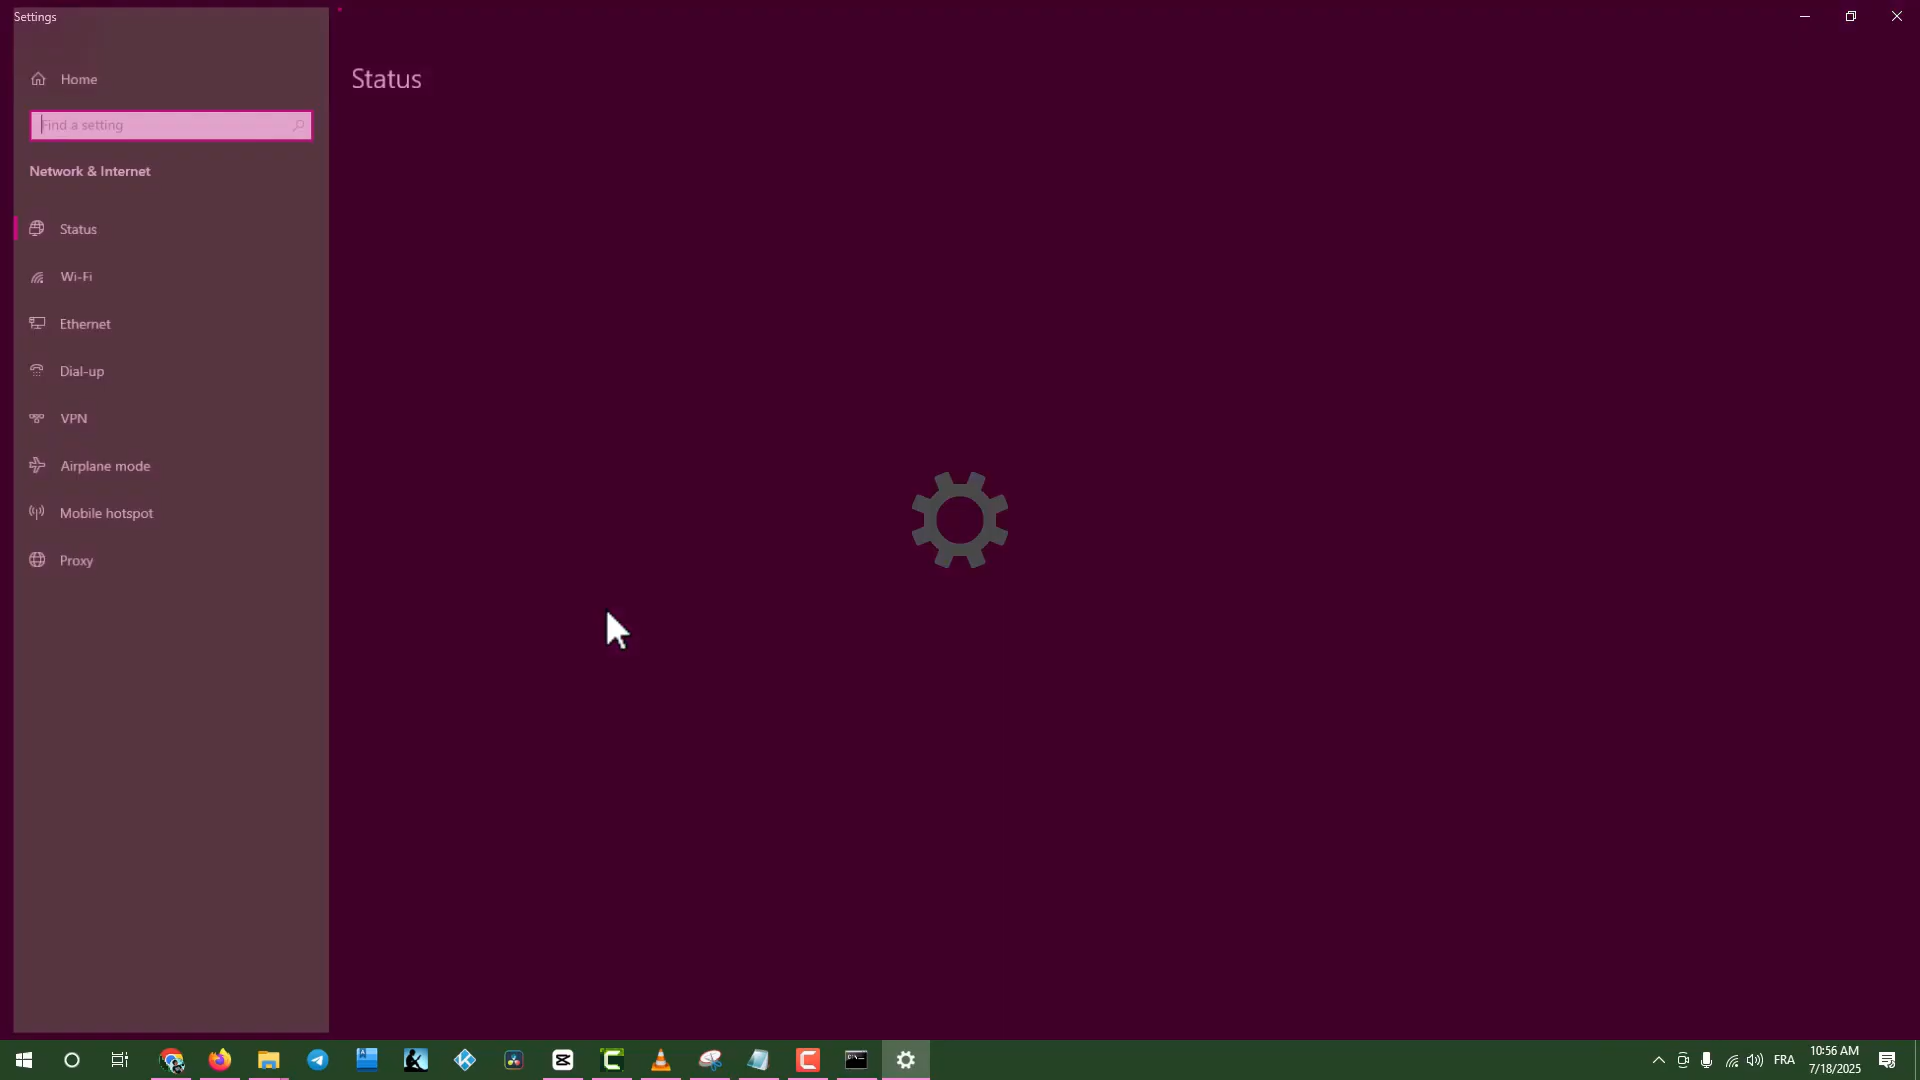 Settings
Home
Find a setting
Network & Internet
Status
Wi-Fi
Ethernet
Dial-up
VPN
Airplane mode
Mobile hotspot
Proxy
Status
FRA
10:56 AM
7/18/2025